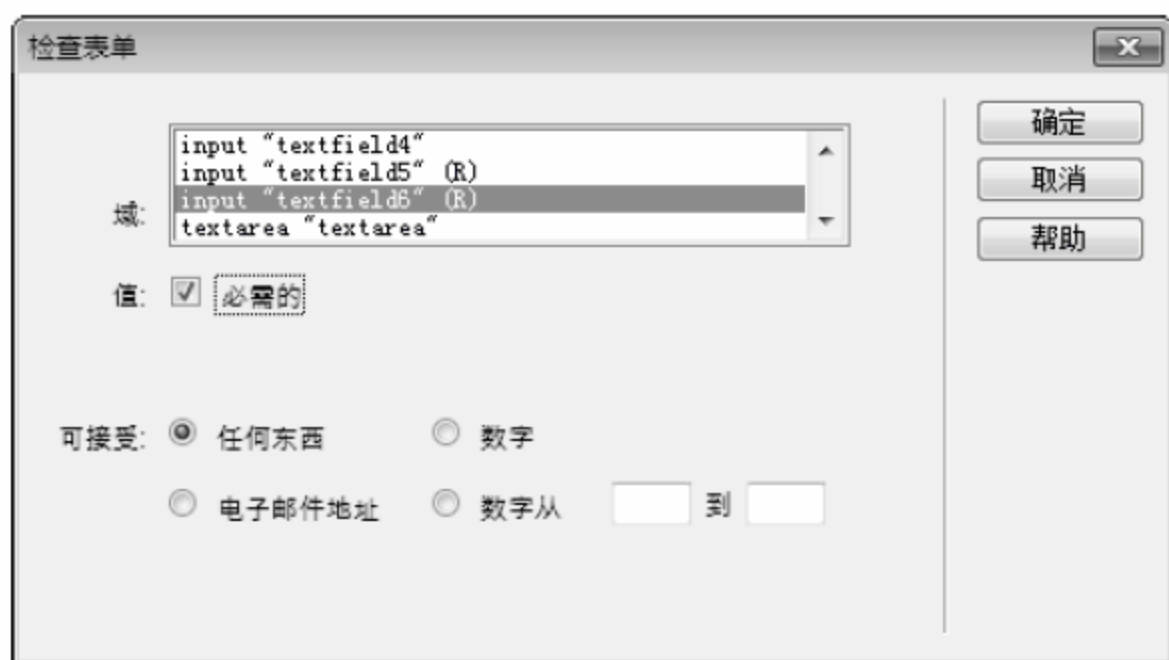 检查表单
input "textfield4"
input "textfield5" (R)
input "textfield6" (R)
textarea "textarea"
域:
值: 必需的
可接受: 任何东西 数字
电子邮件地址 数字从 到
确定
取消
帮助